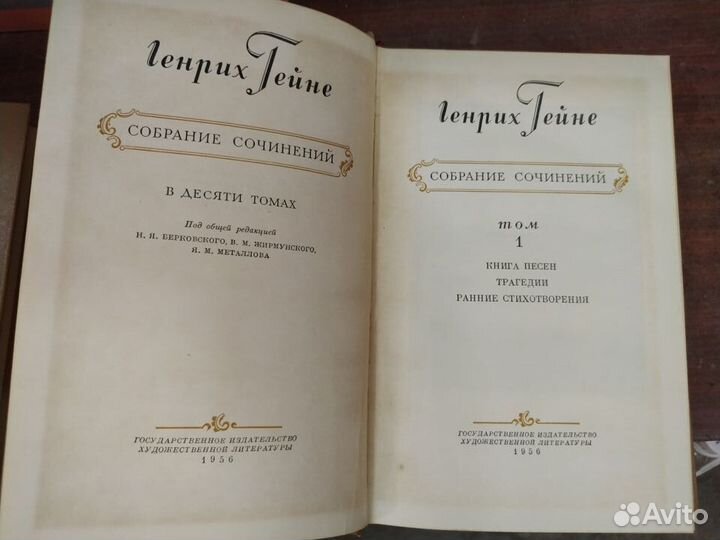 Генрих Гейне
СОБРАНИЕ СОЧИНЕНИЙ
В ДЕСЯТИ ТОМАХ
Под общей редакцией
Н. Я. БЕРКОВСКОГО, В. М. ЖИРМУНСКОГО,
Я. М. МЕТАЛЛОВА
ГОСУДАРСТВЕННОЕ ИЗДАТЕЛЬСТВО
ХУДОЖЕСТВЕННОЙ ЛИТЕРАТУРЫ
1956
Генрих Гейне
СОБРАНИЕ СОЧИНЕНИЙ
том
1
КНИГА ПЕСЕН
ТРАГЕДИИ
РАННИЕ СТИХОТВОРЕНИЯ
ГОСУДАРСТВЕННОЕ ИЗДАТЕЛЬСТВО
ХУДОЖЕСТВЕННОЙ ЛИТЕРАТУРЫ
1956
Avito